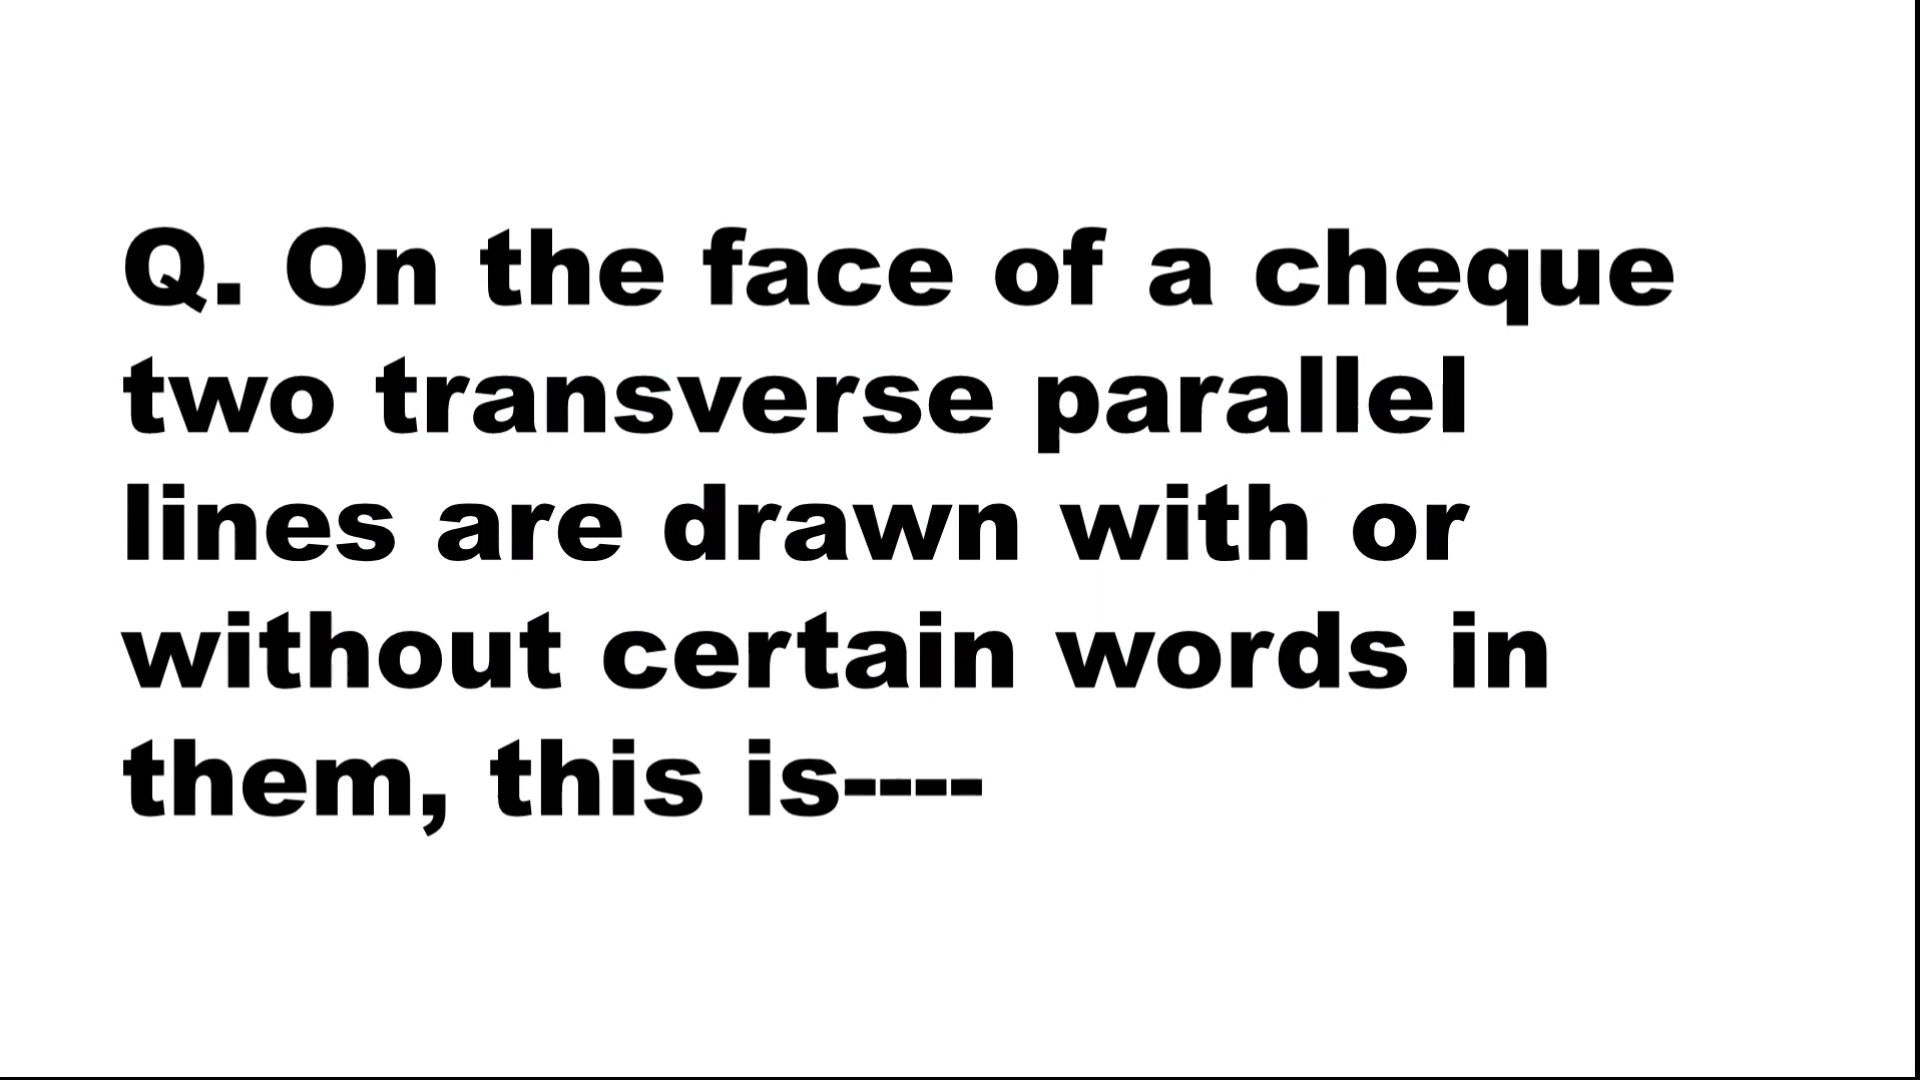 Q. On the face of a cheque
two transverse parallel
lines are drawn with or
without certain words in
them, this is----